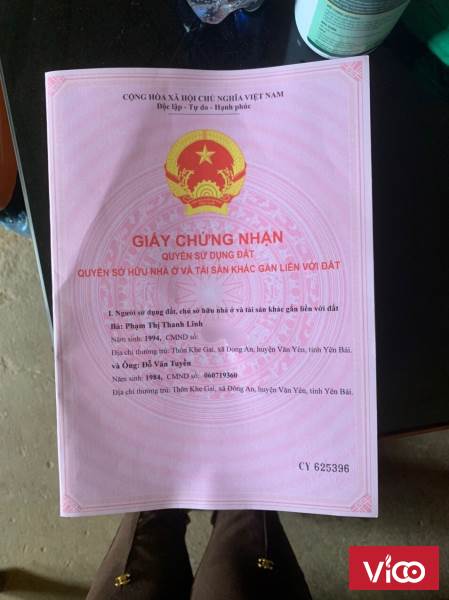 CỘNG HÒA XÃ HỘI CHỦ NGHĨA VIỆT NAM
Độc lập - Tự do - Hạnh phúc
GIẤY CHỨNG NHẬN
QUYỀN SỬ DỤNG ĐẤT
QUYỀN SỞ HỮU NHÀ Ở VÀ TÀI SẢN KHÁC GẮN LIỀN VỚI ĐẤT
I. Người sử dụng đất, chủ sở hữu nhà ở và tài sản khác gắn liền với đất
Bà: Phạm Thị Thanh Lĩnh
Năm sinh: 1994, CMND số:
Địa chỉ thường trú: Thôn Khe Gai, xã Đông An, huyện Văn Yên, tỉnh Yên Bái.
và Ông: Đỗ Văn Tuyển
Năm sinh: 1984, CMND số: 060719360
Địa chỉ thường trú: Thôn Khe Gai, xã Đông An, huyện Văn Yên, tỉnh Yên Bái.
CY 625396
Vico